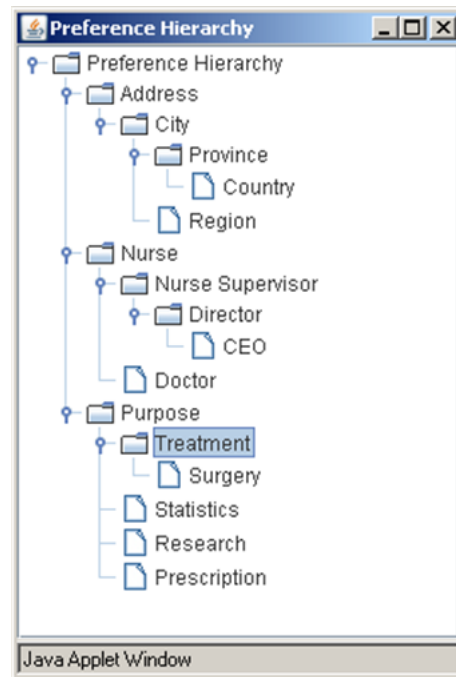 Preference Hierarchy
Preference Hierarchy
Address
City
Province
Country
Region
Nurse
Nurse Supervisor
Director
CEO
Doctor
Purpose
Treatment
Surgery
Statistics
Research
Prescription
Java Applet Window